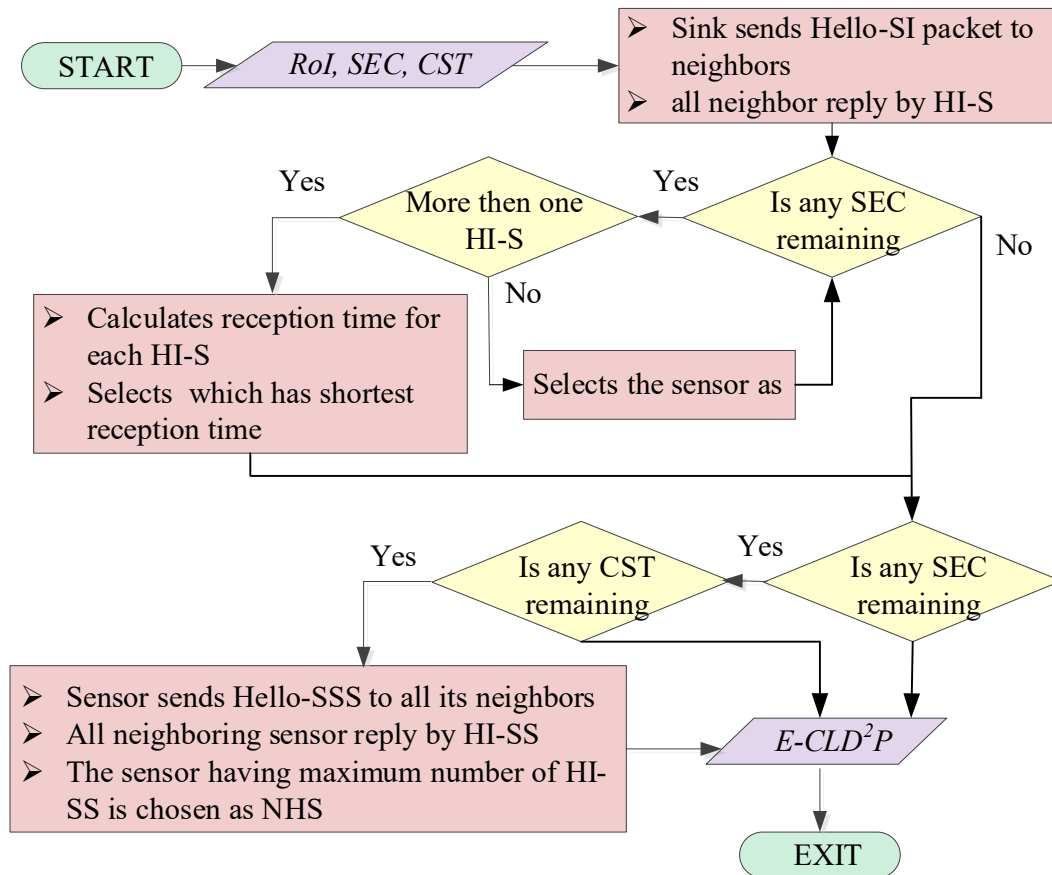 START
RoI, SEC, CST
➢ Sink sends Hello-SI packet to
neighbors
➢ all neighbor reply by HI-S
Yes
More then one
HI-S
Yes
Is any SEC
remaining
No
No
➢ Calculates reception time for
each HI-S
➢ Selects which has shortest
reception time
Selects the sensor as
Yes
Is any CST
remaining
Yes
Is any SEC
remaining
➢ Sensor sends Hello-SSS to all its neighbors
➢ All neighboring sensor reply by HI-SS
➢ The sensor having maximum number of HI-
SS is chosen as NHS
E-CLD²P
EXIT